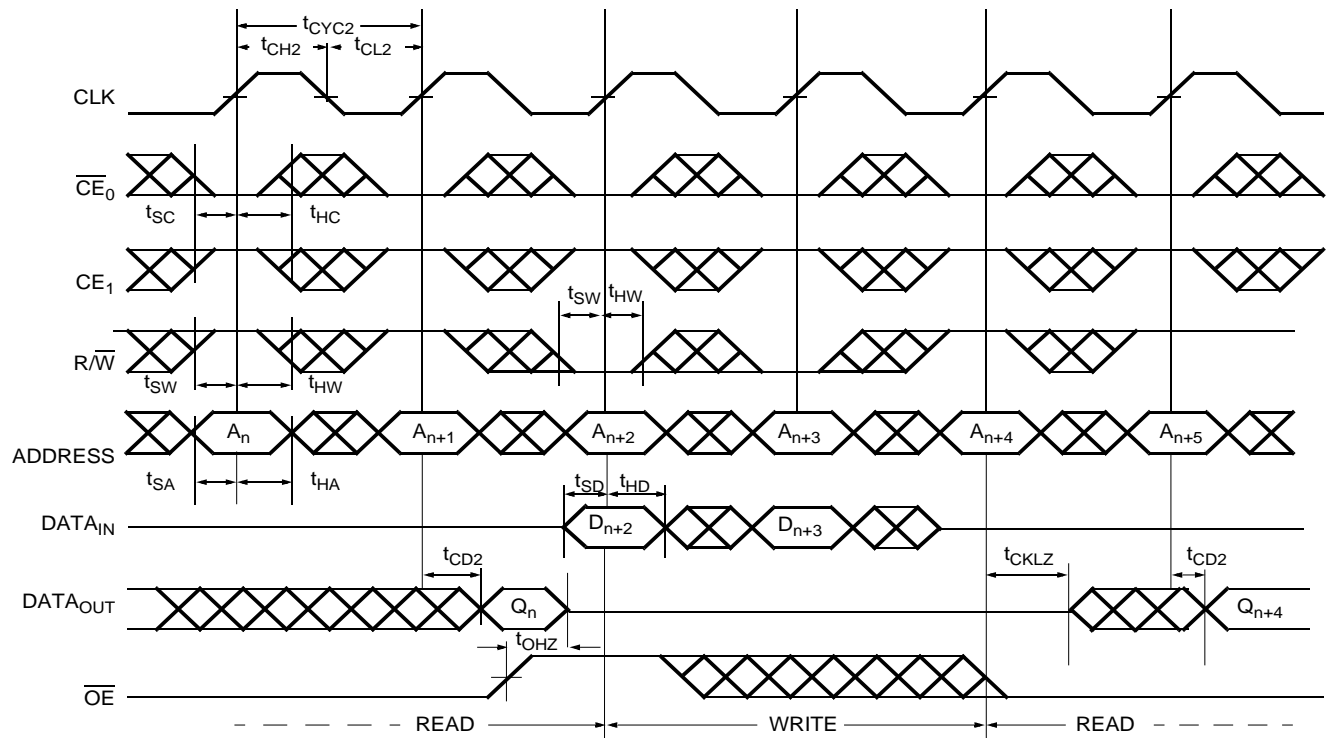 tCYC2
tCH2 tCL2
CLK
CE0
tSC tHC
CE1
tSW tHW
R/W
tSW tHW
An An+1 An+2 An+3 An+4 An+5
ADDRESS
tSA tHA
tSD tHD
DATAIN Dn+2 Dn+3
tCD2 tCKLZ tCD2
DATAOUT Qn Qn+4
tOHZ
OE
READ WRITE READ